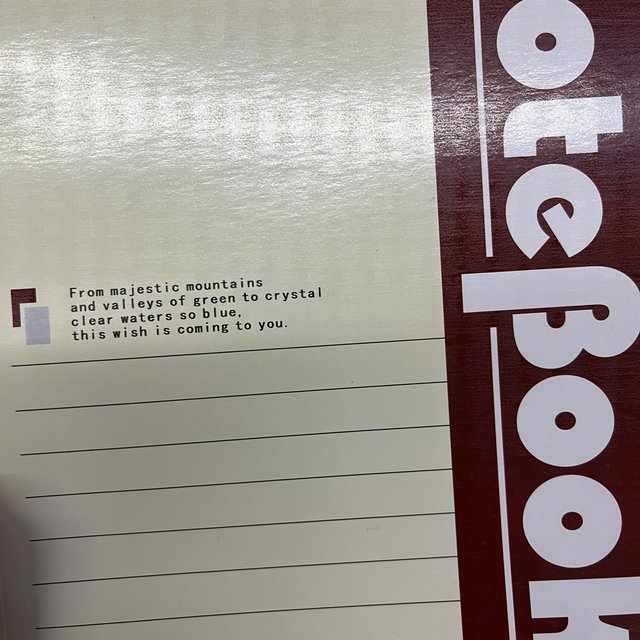 From majestic mountains
and valleys of green to crystal
clear waters so blue,
this wish is coming to you.
oteβook